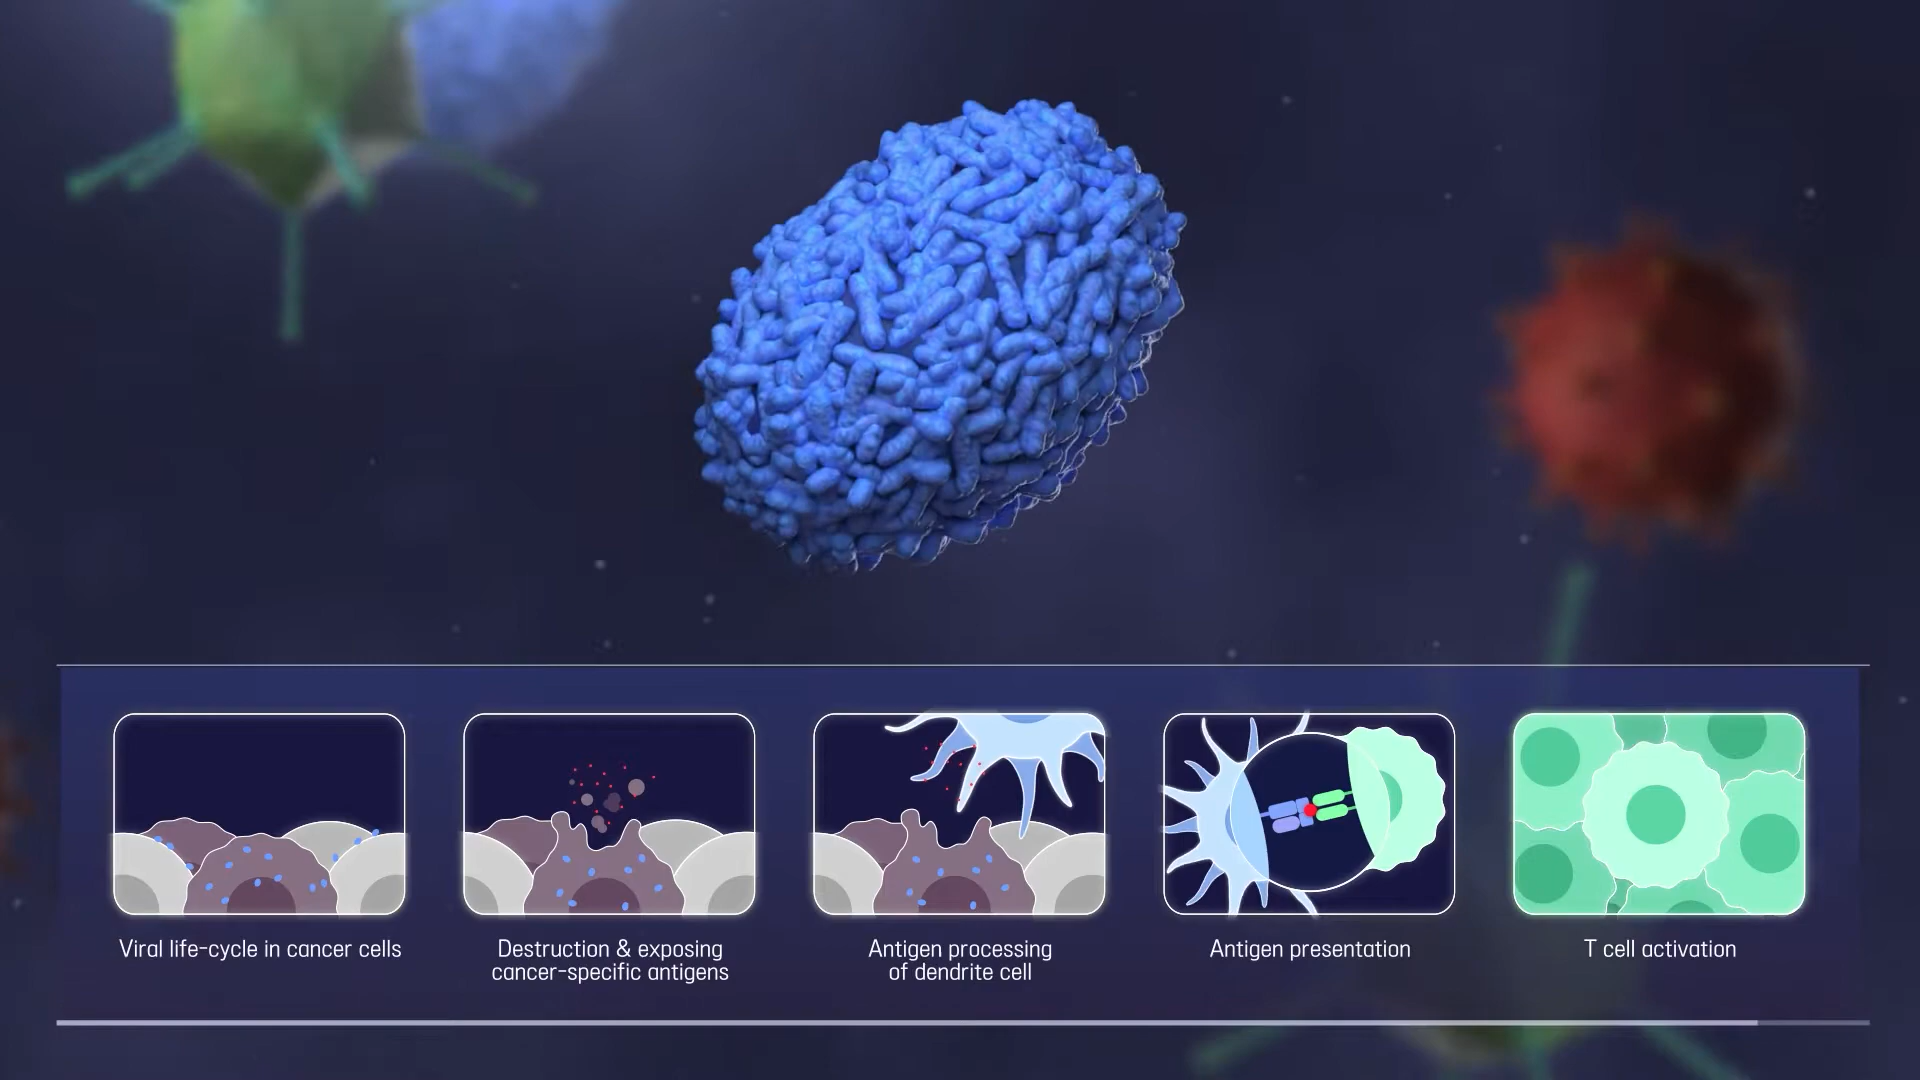 Viral life-cycle in cancer cells
Destruction & exposing
cancer-specific antigens
Antigen processing
of dendrite cell
Antigen presentation
T cell activation